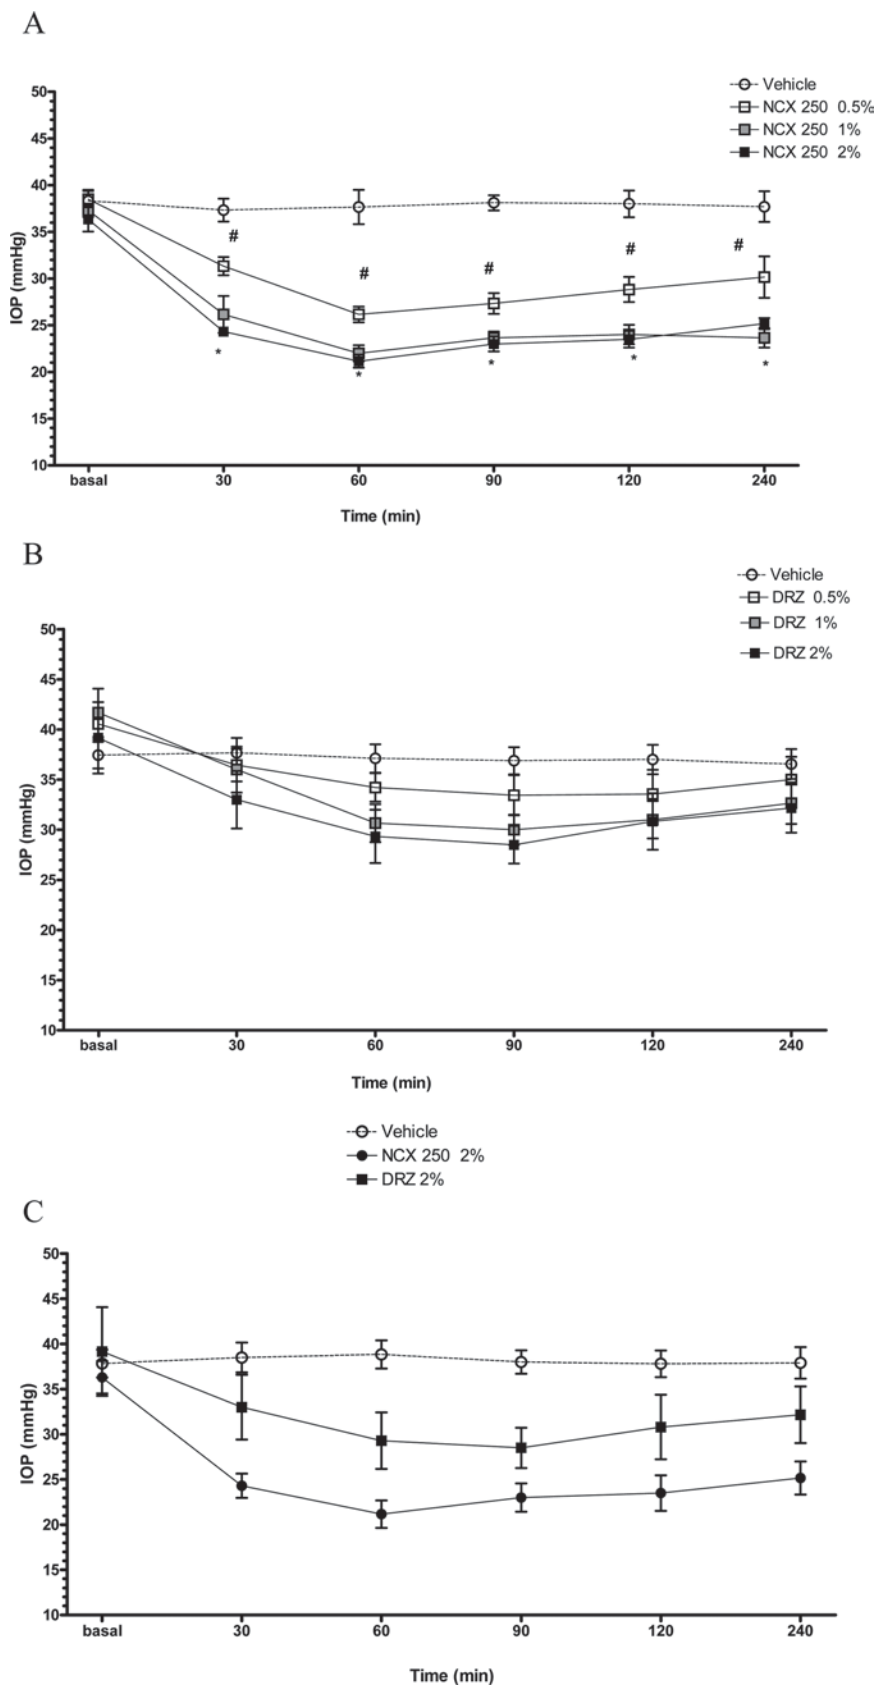 A
Vehicle
NCX 250 0.5%
NCX 250 1%
NCX 250 2%
50
45
40
35
30
25
20
15
10
IOP (mmHg)
# # # # #
* * * * *
basal 30 60 90 120 240
Time (min)
B
Vehicle
DRZ 0.5%
DRZ 1%
DRZ 2%
50
45
40
35
30
25
20
15
10
IOP (mmHg)
basal 30 60 90 120 240
Time (min)
Vehicle
NCX 250 2%
DRZ 2%
C
50
45
40
35
30
25
20
15
10
IOP (mmHg)
basal 30 60 90 120 240
Time (min)